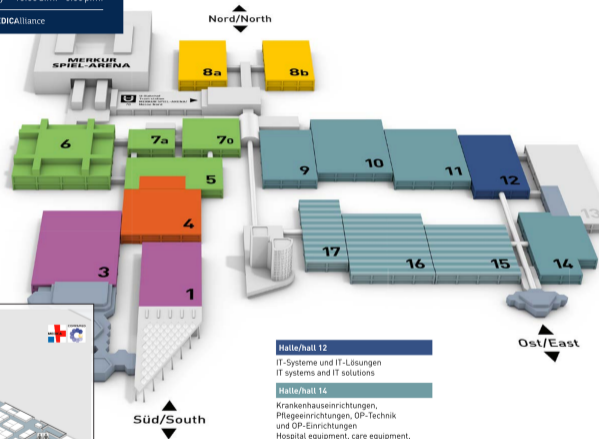 EDICAlliance
Nord/North
MERKUR
SPIEL-ARENA
8a
8b
6
7a
7.0
5
4
3
1
9
10
11
12
13
17
16
15
14
Ost/East
Süd/South
Halle/hall 12
IT-Systeme und IT-Lösungen
IT systems and IT solutions
Halle/hall 14
Krankenhauseinrichtungen,
Pflegeeinrichtungen, OP-Technik
und OP-Einrichtungen
Hospital equipment, care equipment,